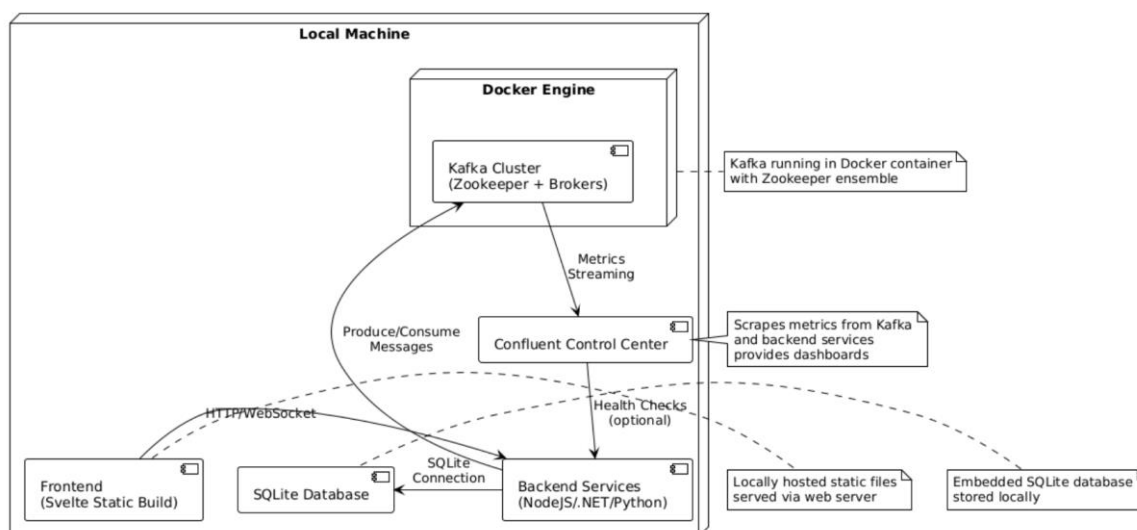 Local Machine
Docker Engine
Kafka Cluster
(Zookeeper + Brokers)
Kafka running in Docker container
with Zookeeper ensemble
Metrics
Streaming
Produce/Consume
Messages
Confluent Control Center
Scrapes metrics from Kafka
and backend services
provides dashboards
HTTP/WebSocket
Health Checks
(optional)
Frontend
(Svelte Static Build)
SQLite Database
SQLite
Connection
Backend Services
(NodeJS/.NET/Python)
Locally hosted static files
served via web server
Embedded SQLite database
stored locally